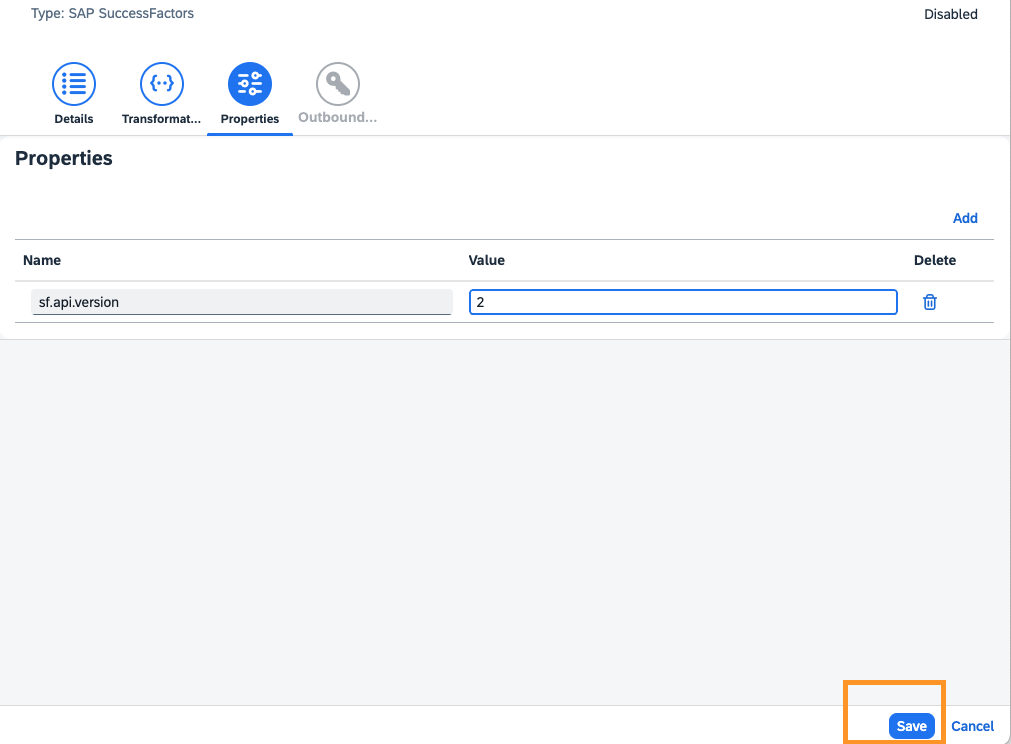 Type: SAP SuccessFactors
Disabled
Details
Transformat...
Properties
Outbound...
Properties
Add
Name Value Delete
sf.api.version 2
Save Cancel